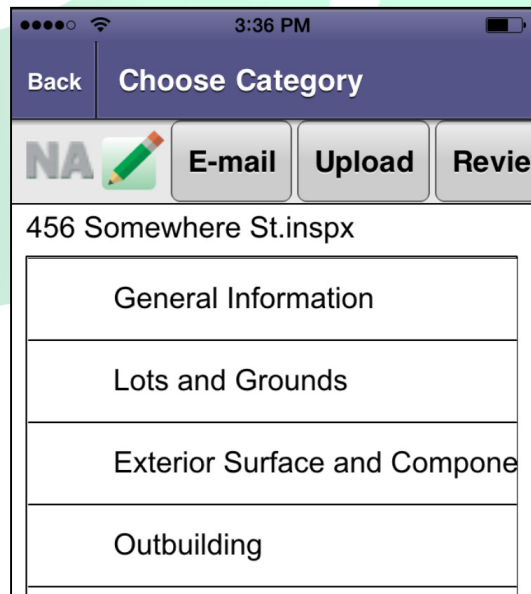 3:36 PM
Back Choose Category
NA E-mail Upload Revie
456 Somewhere St.inspx
General Information
Lots and Grounds
Exterior Surface and Compone
Outbuilding